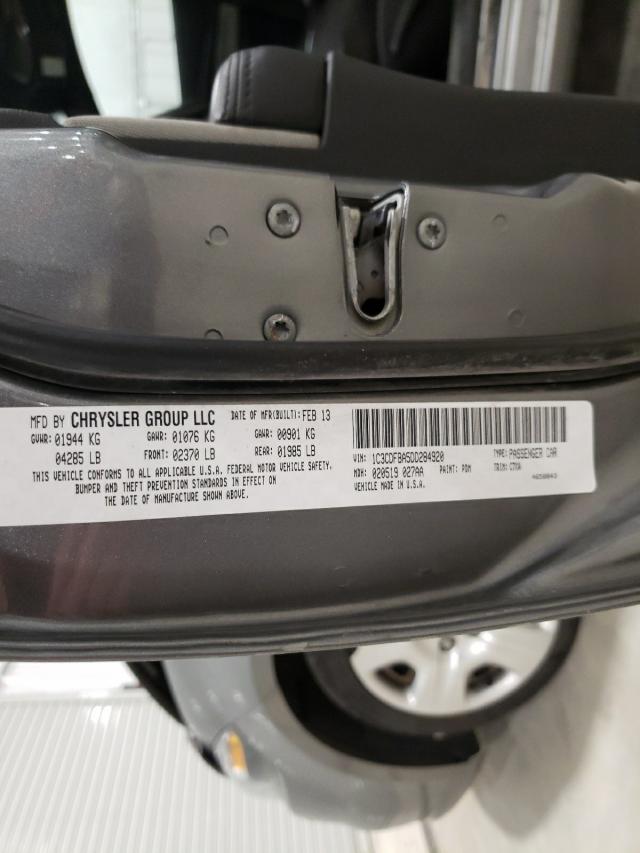 MFD BY CHRYSLER GROUP LLC DATE OF MFR(BUILT): FEB 13
GVWR: 01944 KG GAWR: 01076 KG GAWR: 00901 KG
04285 LB FRONT: 02370 LB REAR: 01985 LB
THIS VEHICLE CONFORMS TO ALL APPLICABLE U.S.A. FEDERAL MOTOR VEHICLE SAFETY,
BUMPER AND THEFT PREVENTION STANDARDS IN EFFECT ON
THE DATE OF MANUFACTURE SHOWN ABOVE.
VIN: 1C3CDFBA5DD284920 TYPE: PASSENGER CAR
MDH: 020519 027AA PAINT: PDM TRIM:
VEHICLE MADE IN U.S.A.